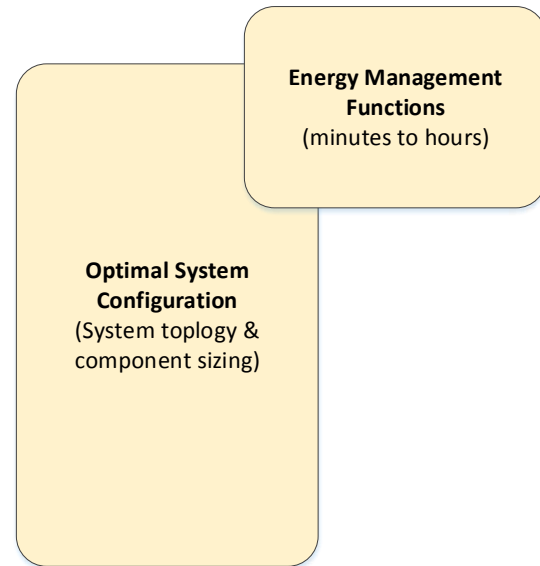 Energy Management
Functions
(minutes to hours)
Optimal System
Configuration
(System toplogy &
component sizing)